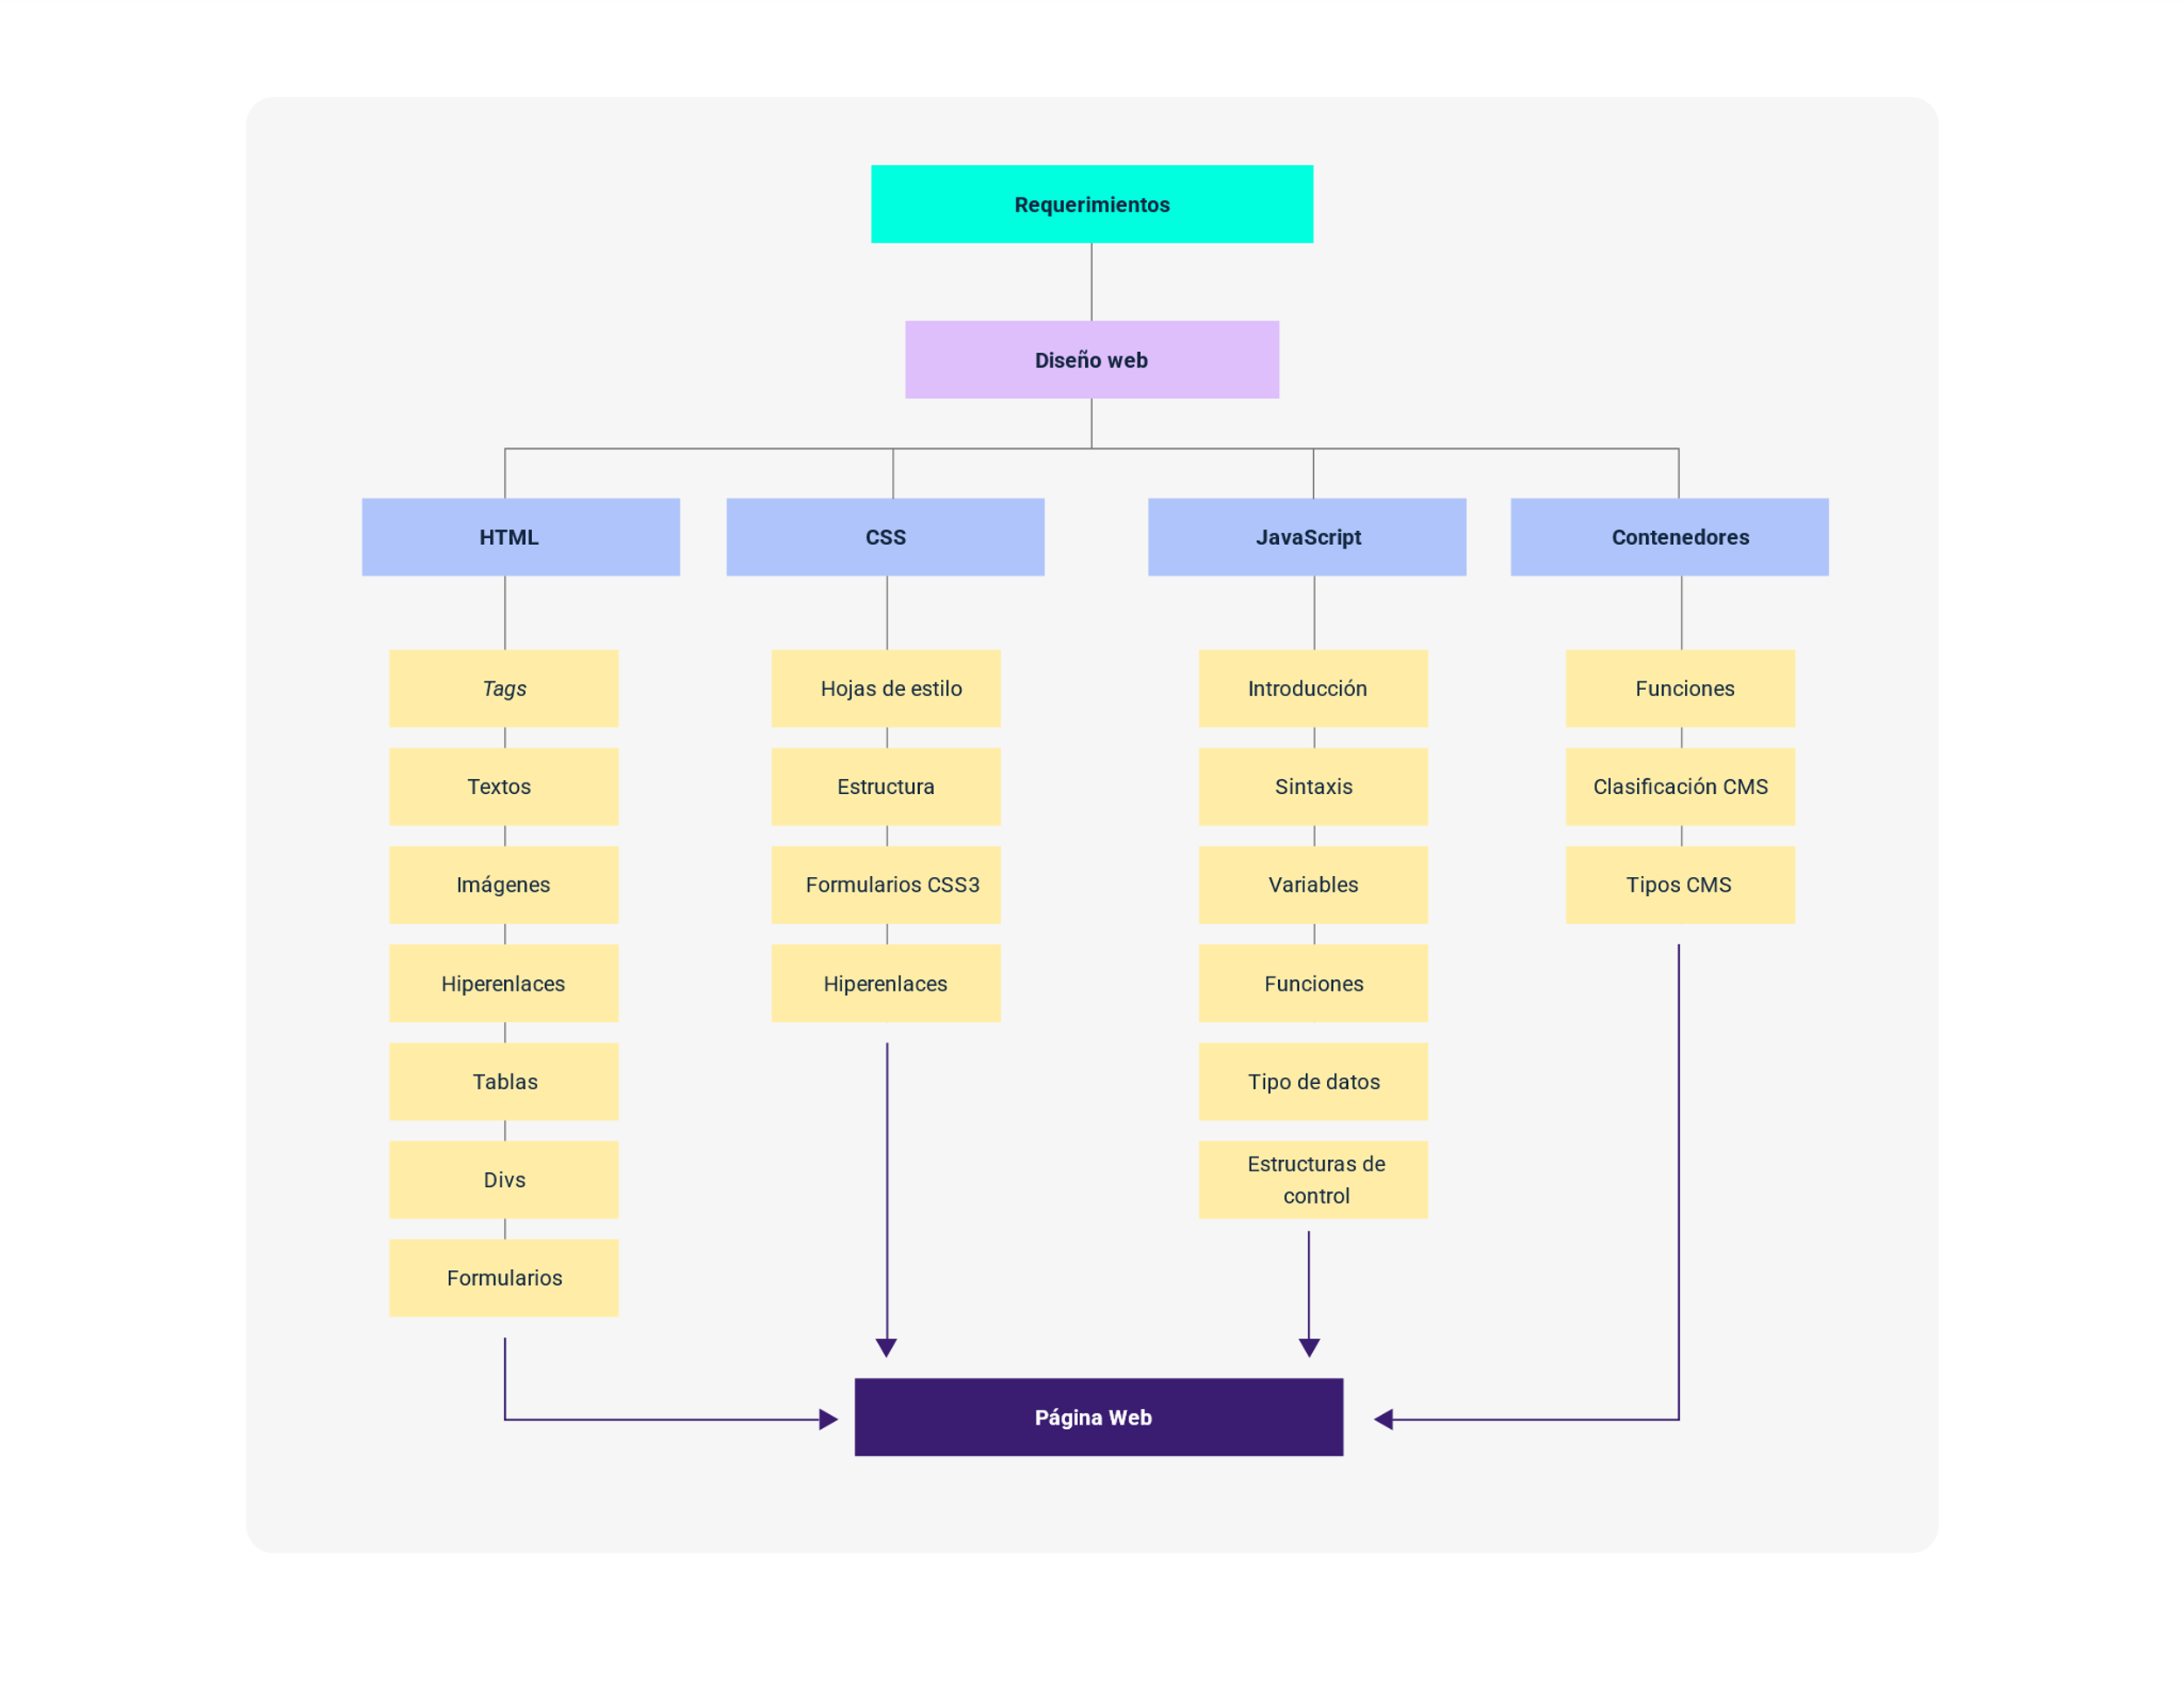 Requerimientos
Diseño web
HTML
CSS
JavaScript
Contenedores
Tags
Textos
Imágenes
Hiperenlaces
Tablas
Divs
Formularios
Hojas de estilo
Estructura
Formularios CSS3
Hiperenlaces
Introducción
Sintaxis
Variables
Funciones
Tipo de datos
Estructuras de
control
Funciones
Clasificación CMS
Tipos CMS
Página Web